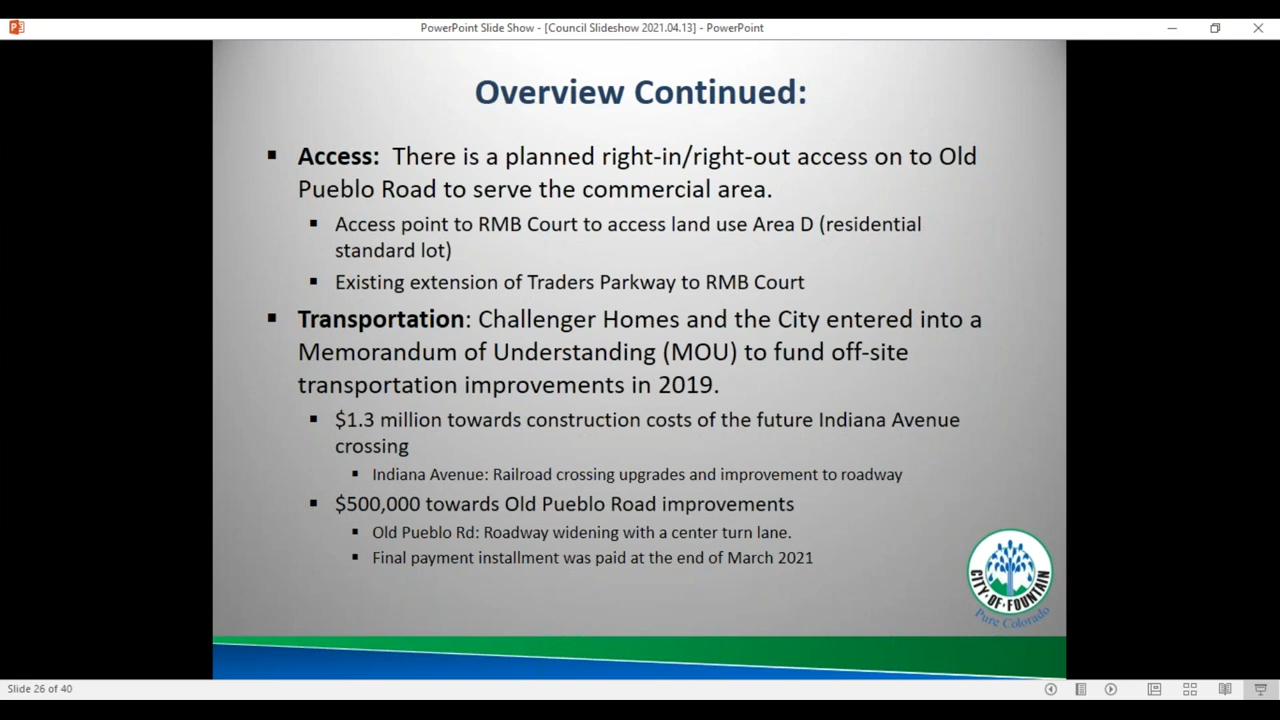 PowerPoint Slide Show - [Council Slideshow 2021.04.13] - PowerPoint
Overview Continued:
▪ Access: There is a planned right-in/right-out access on to Old
Pueblo Road to serve the commercial area.
▪ Access point to RMB Court to access land use Area D (residential
standard lot)
▪ Existing extension of Traders Parkway to RMB Court
▪ Transportation: Challenger Homes and the City entered into a
Memorandum of Understanding (MOU) to fund off-site
transportation improvements in 2019.
▪ $1.3 million towards construction costs of the future Indiana Avenue
crossing
▪ Indiana Avenue: Railroad crossing upgrades and improvement to roadway
▪ $500,000 towards Old Pueblo Road improvements
▪ Old Pueblo Rd: Roadway widening with a center turn lane.
▪ Final payment installment was paid at the end of March 2021
CITY·OF·FOUNTAIN
Pure Colorado
Slide 26 of 40